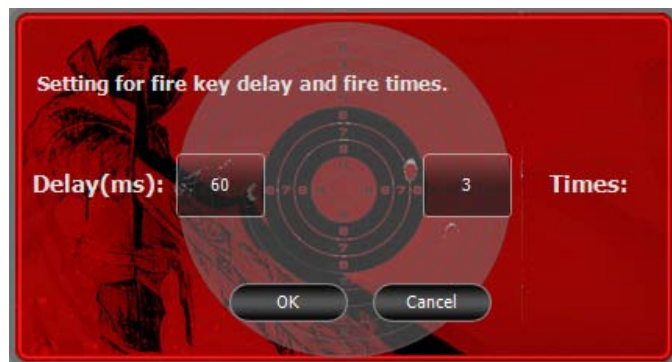 Setting for fire key delay and fire times.
Delay(ms): 60 3 Times:
OK Cancel